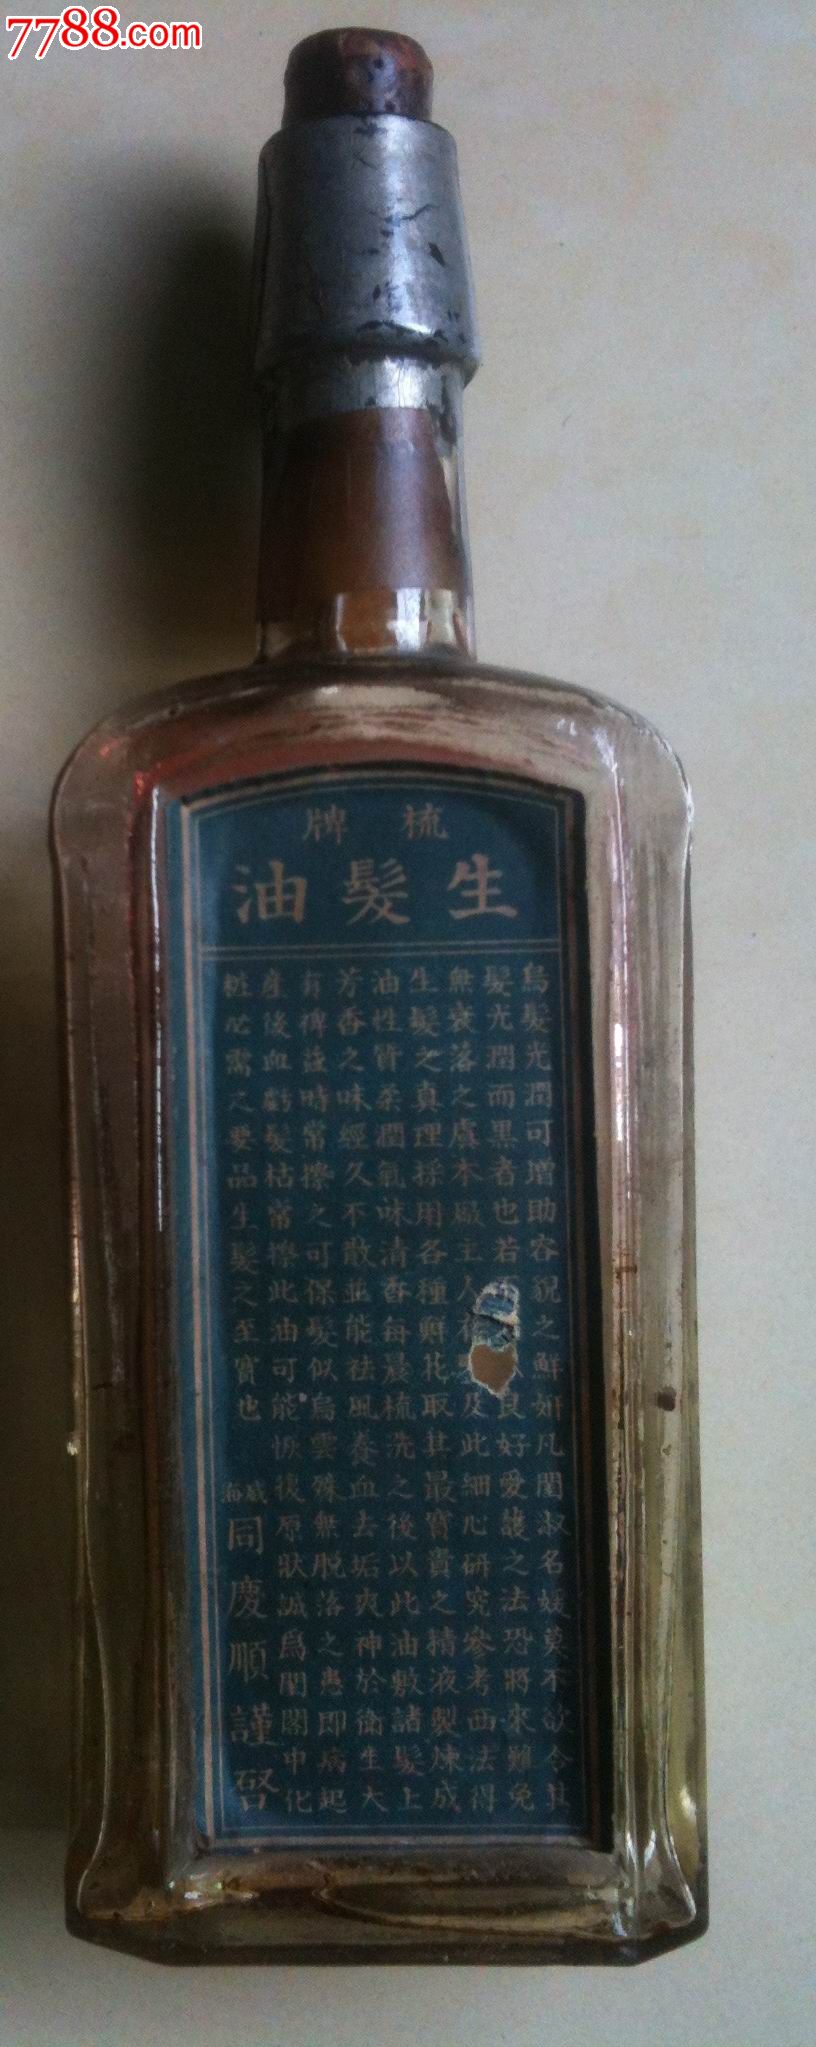 7788.com
梳牌
生髮油
烏髮光潤可增助容貌之鮮妍凡閨淑名媛莫不欲令其
髮光潤而黑者也若良好愛護之法恐將來難免
無衰落之虞本廠主人及此細心研究參考西法得
生髮之真理採用各種鮮花取其最寶貴之精液製煉成
油性質柔潤氣味清香每晨梳洗之後以此油敷諸髮上
芳香之味經久不散並能祛風養血去垢爽神於衛生大
有裨益時常擦之可保髮似烏雲殊無脫落之患即病起
產後血虧髮枯常擦此油可能恢復原狀誠爲閨閣中化
粧必需之要品生髮之至寶也
威海
同慶順謹啓